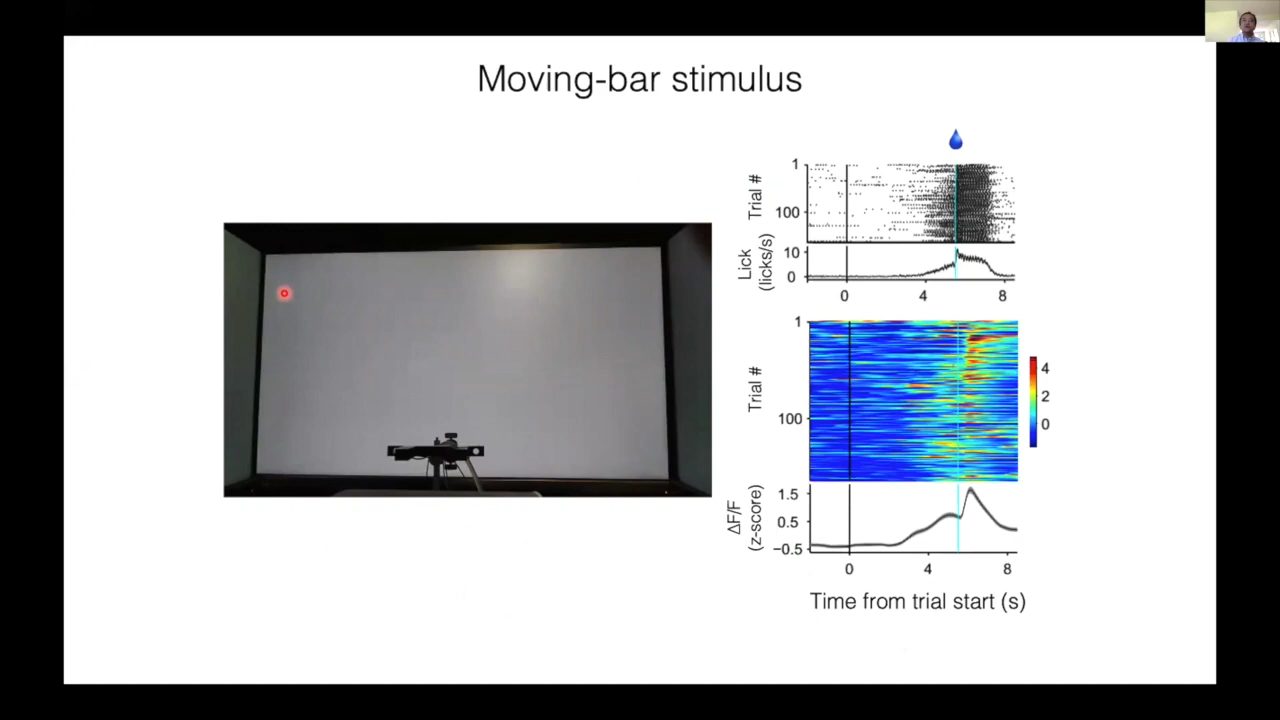 Moving-bar stimulus
Trial #
1
100
Lick
(licks/s)
10
0
0
4
8
Trial #
1
100
4
2
0
ΔF/F
(z-score)
1.5
0.5
−0.5
0
4
8
Time from trial start (s)